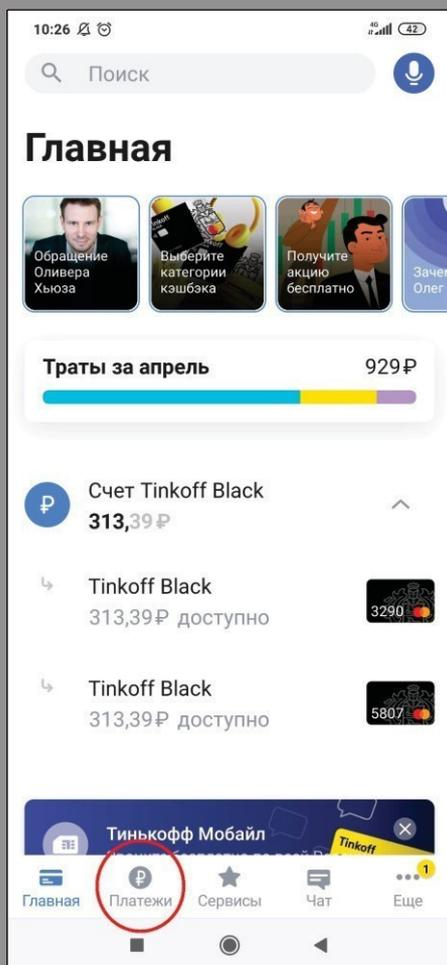 10:26
4G
42
Поиск
Главная
Обращение
Оливера
Хьюза
Выберите
категории
кэшбэка
Получите
акцию
бесплатно
Зачем
Олег
Траты за апрель 929 ₽
Счет Tinkoff Black
313,39 ₽
Tinkoff Black
313,39 ₽ доступно
3290
Tinkoff Black
313,39 ₽ доступно
5807
Тинькофф Мобайл
Tinkoff
1
Главная Платежи Сервисы Чат Еще